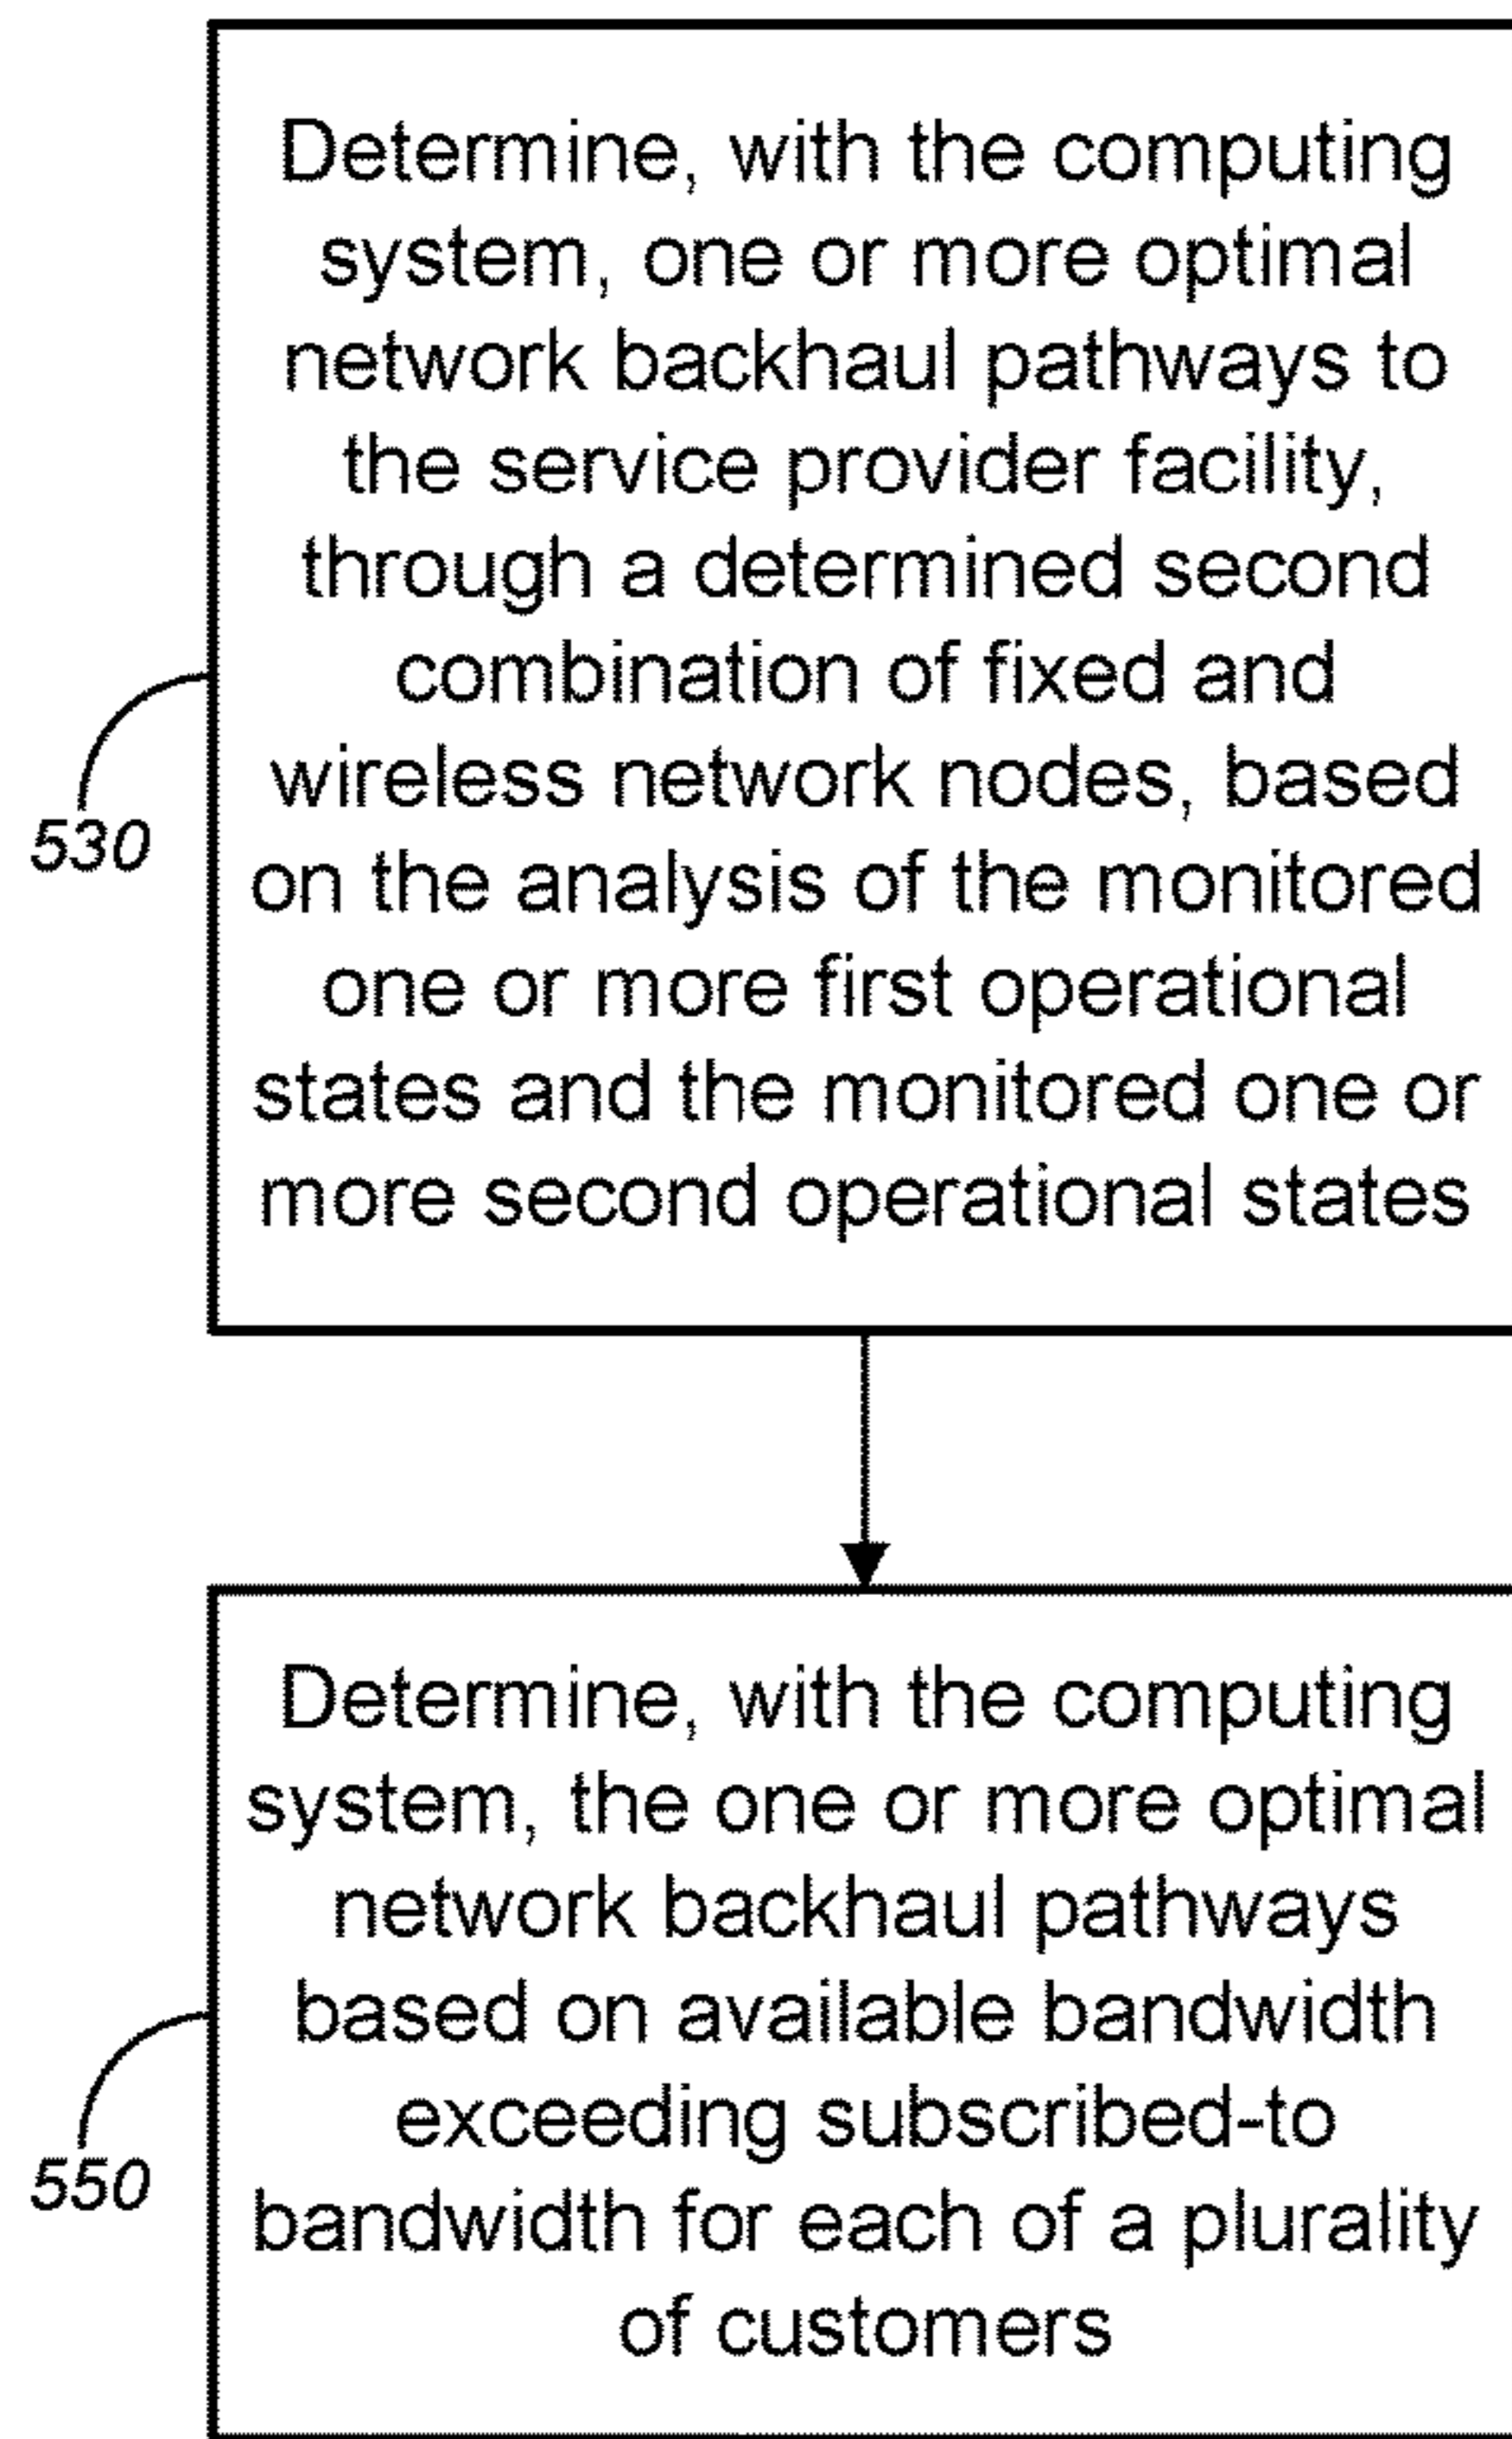 Determine, with the computing
system, one or more optimal
network backhaul pathways to
the service provider facility,
through a determined second
combination of fixed and
wireless network nodes, based
on the analysis of the monitored
one or more first operational
states and the monitored one or
more second operational states
530
Determine, with the computing
system, the one or more optimal
network backhaul pathways
based on available bandwidth
exceeding subscribed-to
bandwidth for each of a plurality
of customers
550